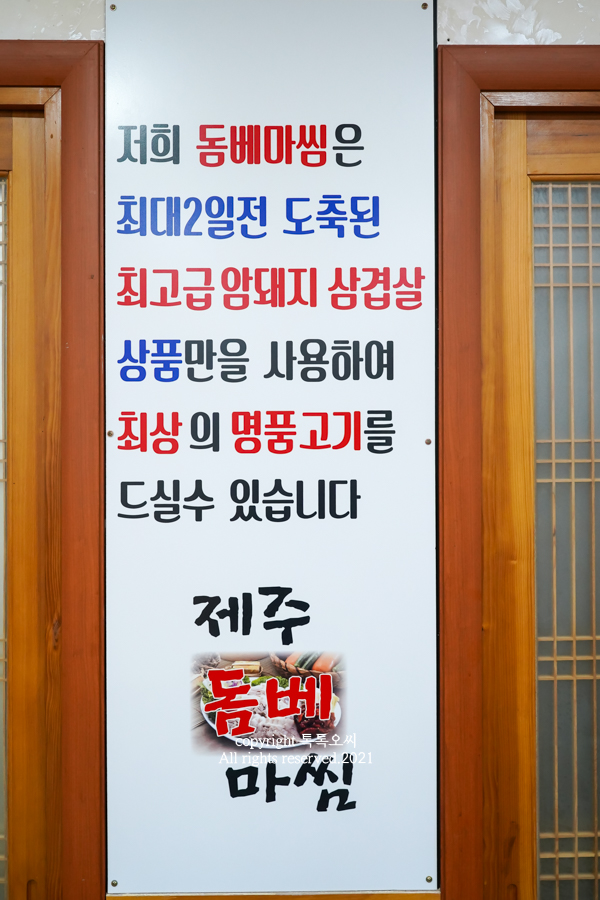 저희 돔베마씸은
최대2일전 도축된
최고급 암돼지 삼겹살
상품만을 사용하여
최상의 명품고기를
드실수 있습니다
제주
돔베
copyright 톡톡오씨
All rights reserved.2021
마씸